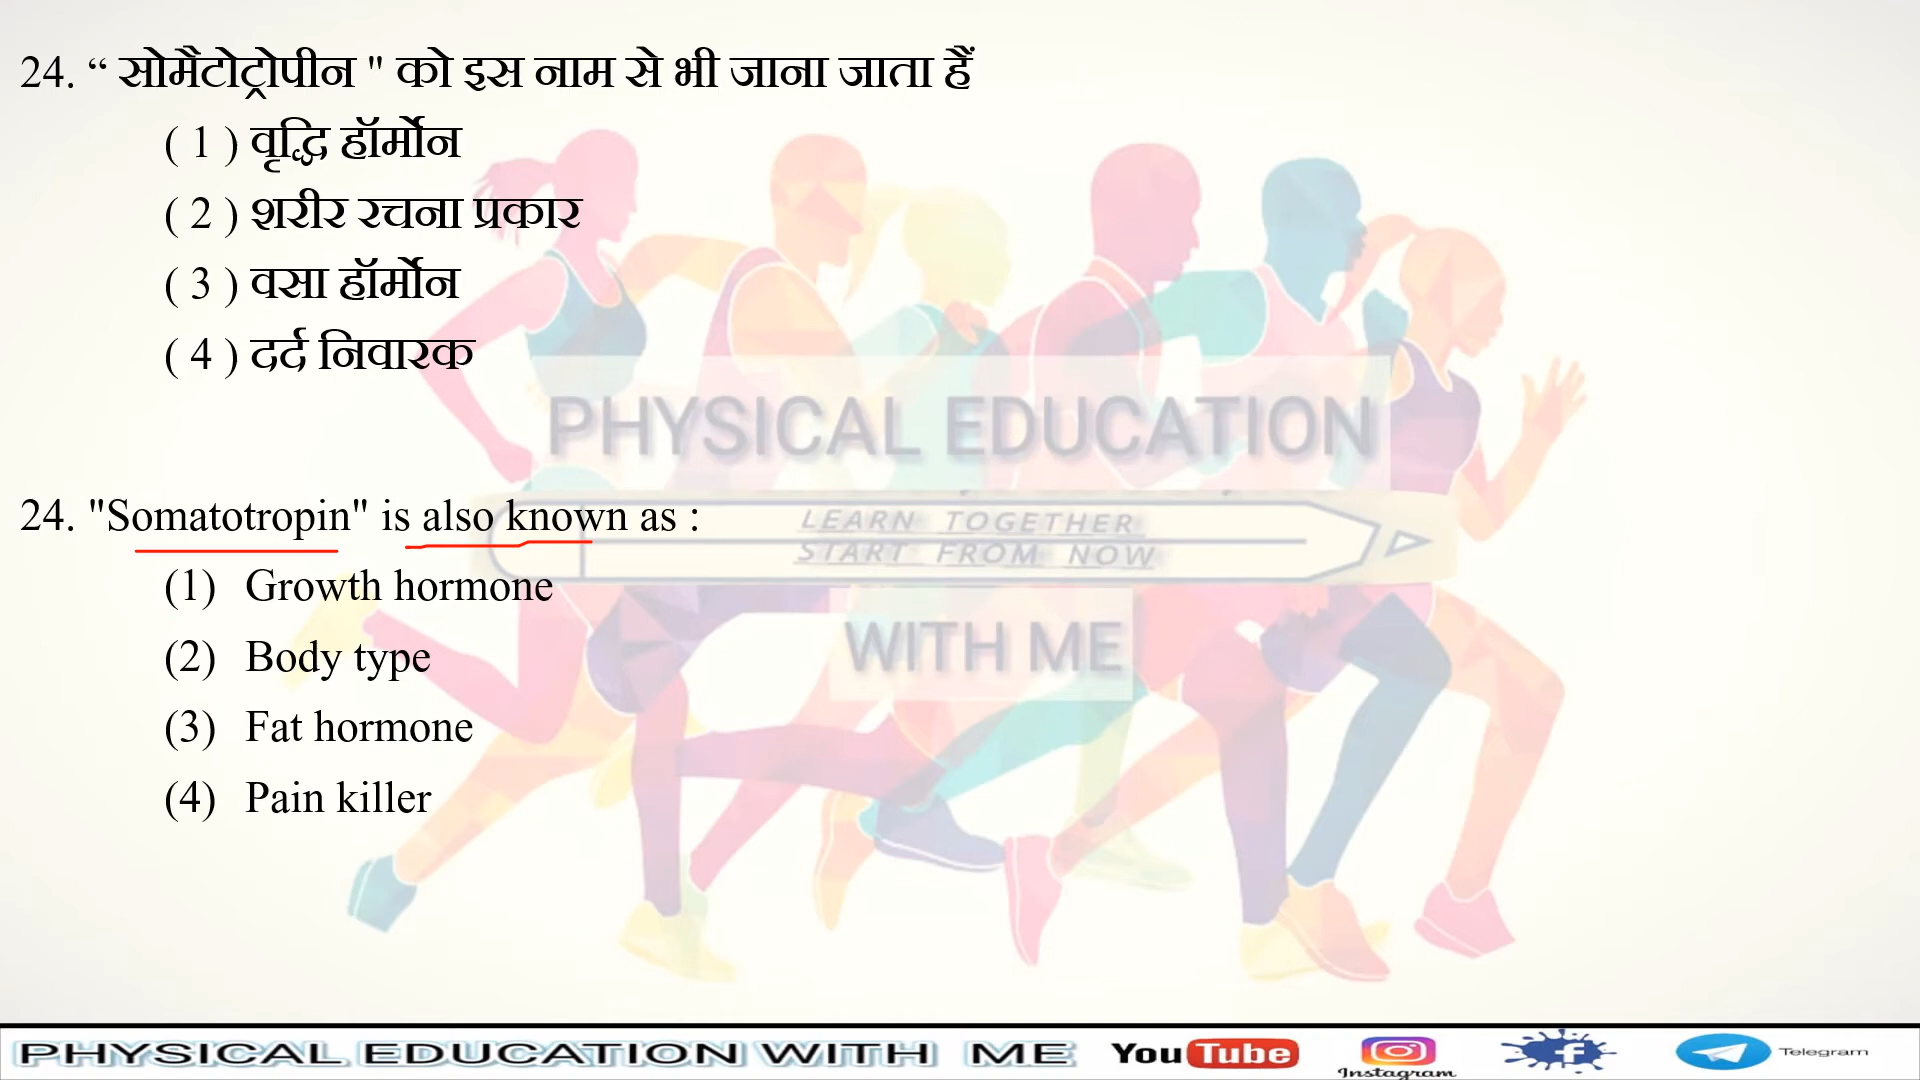 24. “ सोमैटोट्रोपीन " को इस नाम से भी जाना जाता हैं
( 1 ) वृद्धि हॉर्मोन
( 2 ) शरीर रचना प्रकार
( 3 ) वसा हॉर्मोन
( 4 ) दर्द निवारक
PHYSICAL EDUCATION
24. "Somatotropin" is also known as :
LEARN TOGETHER
START FROM NOW
(1) Growth hormone
WITH ME
(2) Body type
(3) Fat hormone
(4) Pain killer
PHYSICAL EDUCATION WITH ME YouTube Instagram f Telegram